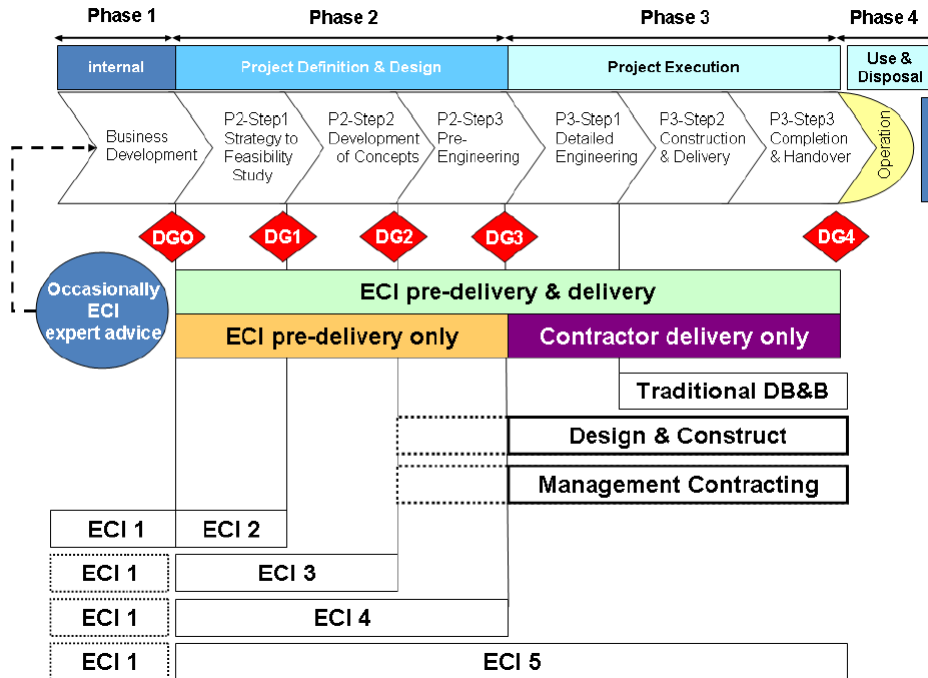 Phase 1
Phase 2
Phase 3
Phase 4
internal
Project Definition & Design
Project Execution
Use &
Disposal
Business
Development
P2-Step1
Strategy to
Feasibility
Study
P2-Step2
Development
of Concepts
P2-Step3
Pre-
Engineering
P3-Step1
Detailed
Engineering
P3-Step2
Construction
& Delivery
P3-Step3
Completion
& Handover
Operation
DG0
DG1
DG2
DG3
DG4
Occasionally
ECI
expert advice
ECI pre-delivery & delivery
ECI pre-delivery only
Contractor delivery only
Traditional DB&B
Design & Construct
Management Contracting
ECI 1
ECI 2
ECI 1
ECI 3
ECI 1
ECI 4
ECI 1
ECI 5